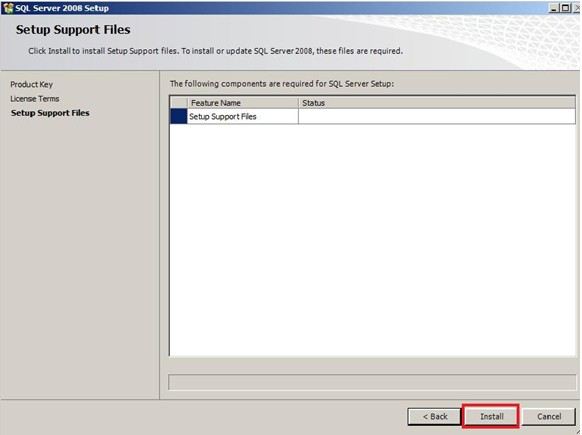 SQL Server 2008 Setup
Setup Support Files
Click Install to install Setup Support files. To install or update SQL Server 2008, these files are required.
Product Key
License Terms
Setup Support Files
The following components are required for SQL Server Setup:
Feature Name Status
Setup Support Files
< Back Install Cancel